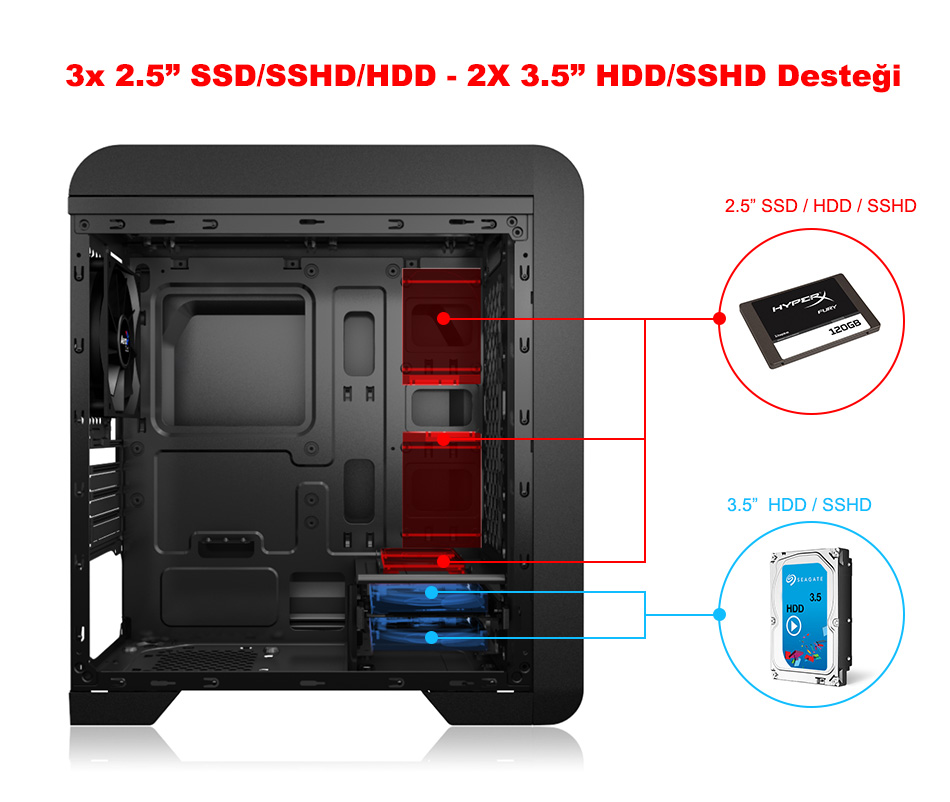 3x 2.5” SSD/SSHD/HDD - 2X 3.5” HDD/SSHD Desteği
2.5” SSD / HDD / SSHD
HYPERX
FURY
120GB
3.5” HDD / SSHD
SEAGATE
3.5
HDD